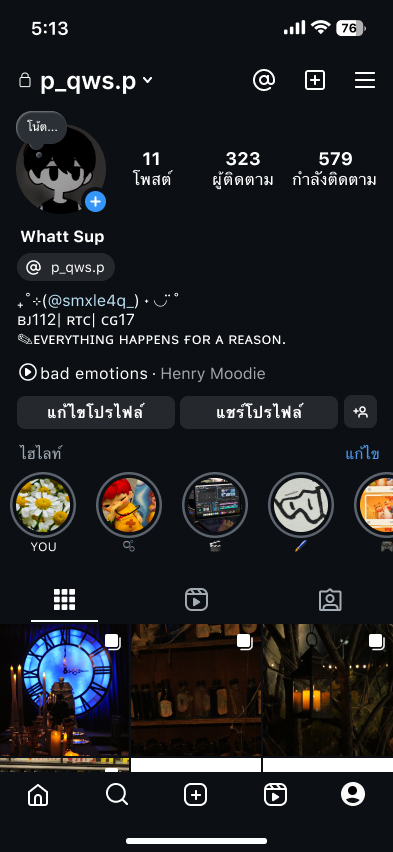 5:13
76
p_qws.p
โน้ต...
11
323
579
โพสต์
ผู้ติดตาม
กำลังติดตาม
Whatt Sup
p_qws.p
₊˚⊹(@smxle4q_) ˖ ◡̈ ˚
ʙᴊ112| ʀᴛᴄ| ᴄɢ17
✎ᴇᴠᴇʀʏᴛʜɪɴɢ ʜᴀᴘᴘᴇɴs ғᴏʀ ᴀ ʀᴇᴀsᴏɴ.
bad emotions · Henry Moodie
แก้ไขโปรไฟล์
แชร์โปรไฟล์
ไฮไลท์
แก้ไข
YOU